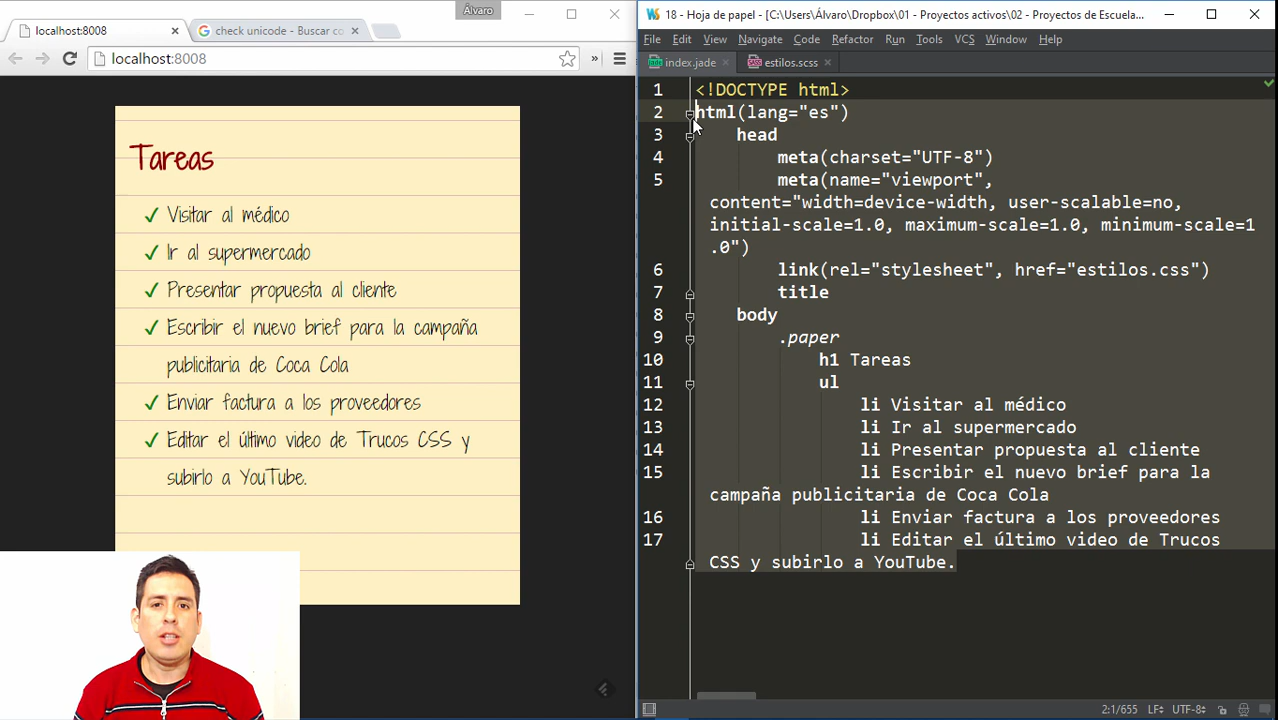 Álvaro
localhost:8008
check unicode - Buscar co
localhost:8008
»
Tareas
✓ Visitar al médico
✓ Ir al supermercado
✓ Presentar propuesta al cliente
✓ Escribir el nuevo brief para la campaña
publicitaria de Coca Cola
✓ Enviar factura a los proveedores
✓ Editar el último video de Trucos CSS y
subirlo a YouTube.
18 - Hoja de papel - [C:\Users\Álvaro\Dropbox\01 - Proyectos activos\02 - Proyectos de Escuela...
File Edit View Navigate Code Refactor Run Tools VCS Window Help
index.jade estilos.scss
1 <!DOCTYPE html>
2 html(lang="es")
3 head
4 meta(charset="UTF-8")
5 meta(name="viewport",
content="width=device-width, user-scalable=no,
initial-scale=1.0, maximum-scale=1.0, minimum-scale=1
.0")
6 link(rel="stylesheet", href="estilos.css")
7 title
8 body
9 .paper
10 h1 Tareas
11 ul
12 li Visitar al médico
13 li Ir al supermercado
14 li Presentar propuesta al cliente
15 li Escribir el nuevo brief para la
campaña publicitaria de Coca Cola
16 li Enviar factura a los proveedores
17 li Editar el último video de Trucos
CSS y subirlo a YouTube.
2:1/655 LF UTF-8